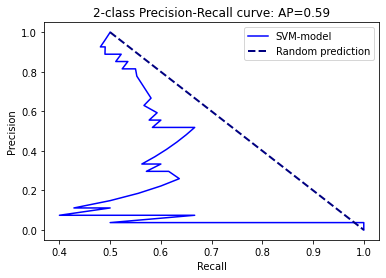 2-class Precision-Recall curve: AP=0.59
SVM-model
Random prediction
Precision
1.0
0.8
0.6
0.4
0.2
0.0
0.4 0.5 0.6 0.7 0.8 0.9 1.0
Recall